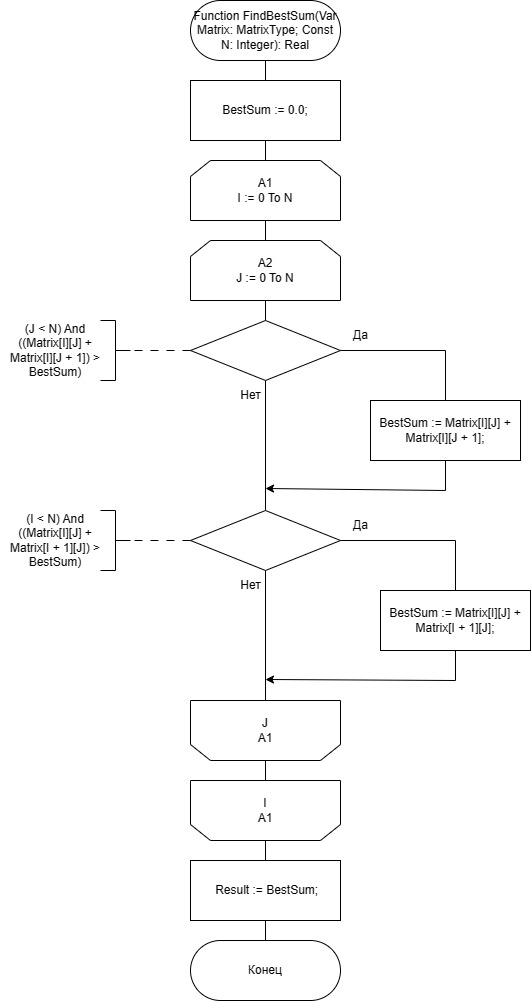 Function FindBestSum(Var
Matrix: MatrixType; Const
N: Integer): Real
BestSum := 0.0;
A1
I := 0 To N
A2
J := 0 To N
(J < N) And
((Matrix[I][J] +
Matrix[I][J + 1]) >
BestSum)
Да
Нет
BestSum := Matrix[I][J] +
Matrix[I][J + 1];
(I < N) And
((Matrix[I][J] +
Matrix[I + 1][J]) >
BestSum)
Да
Нет
BestSum := Matrix[I][J] +
Matrix[I + 1][J];
J
A1
I
A1
Result := BestSum;
Конец